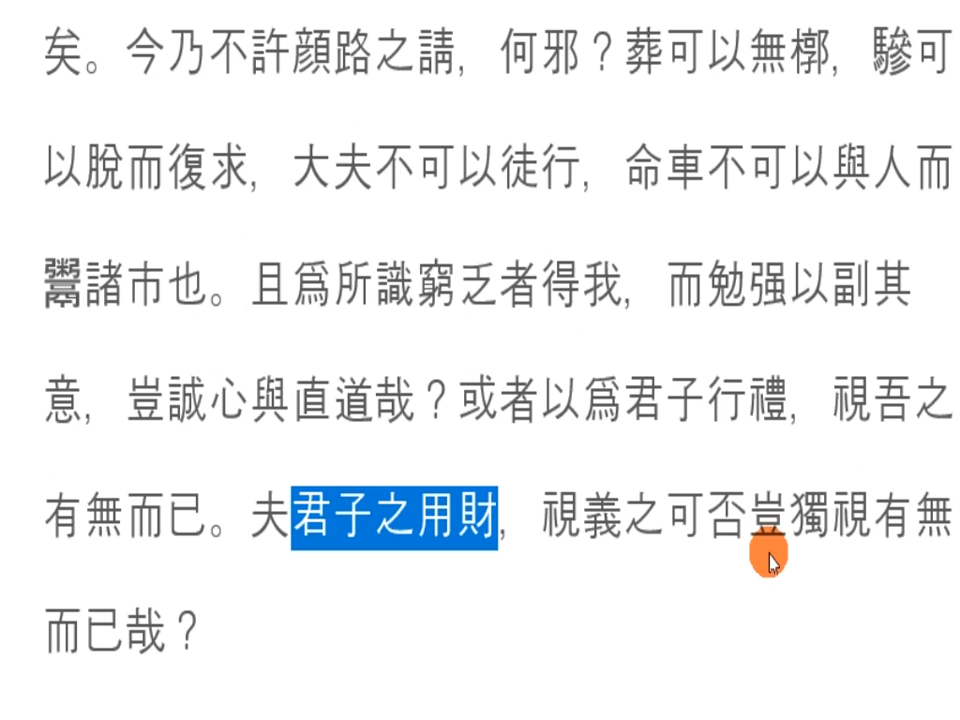 矣。今乃不許顔路之請，何邪？葬可以無槨，驂可
以脫而復求，大夫不可以徒行，命車不可以與人而
鬻諸市也。且爲所識窮乏者得我，而勉强以副其
意，豈誠心與直道哉？或者以爲君子行禮，視吾之
有無而已。夫君子之用財，視義之可否豈獨視有無
而已哉？